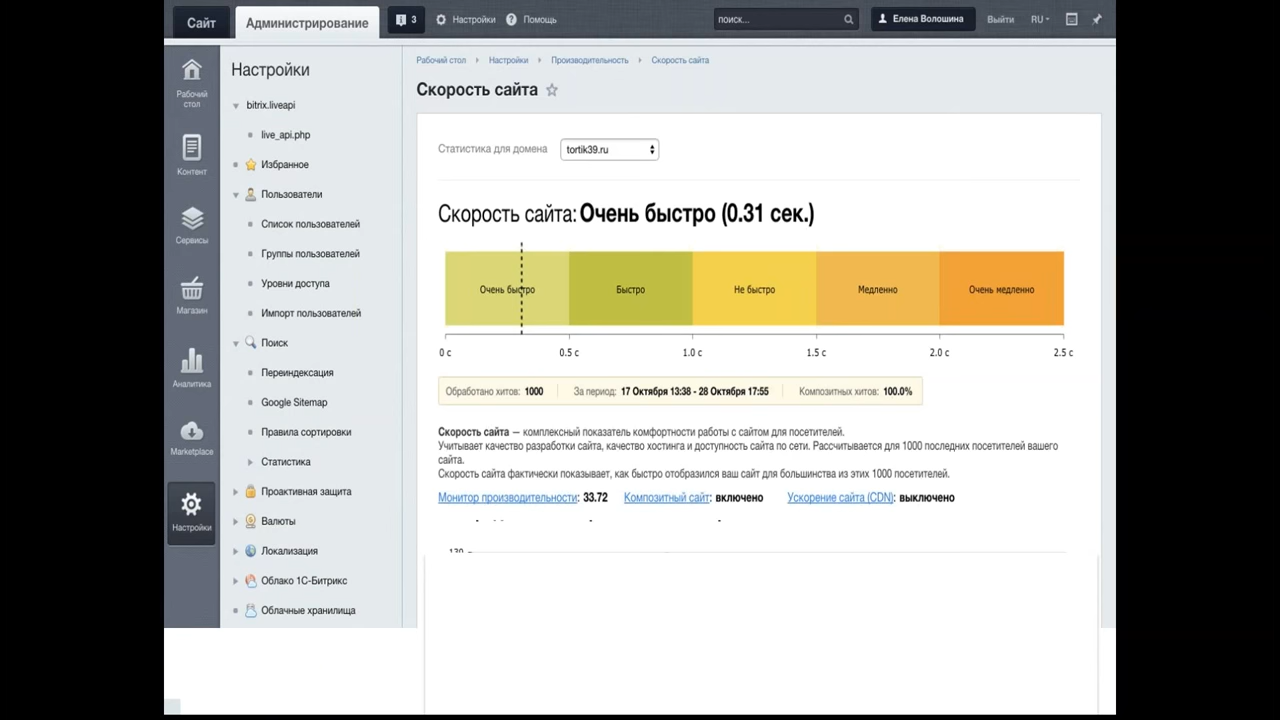 Сайт
Администрирование
3
Настройки
Помощь
поиск...
Елена Волошина
Выйти
RU
Рабочий стол
Контент
Сервисы
Магазин
Аналитика
Marketplace
Настройки
Настройки
bitrix.liveapi
live_api.php
Избранное
Пользователи
Список пользователей
Группы пользователей
Уровни доступа
Импорт пользователей
Поиск
Переиндексация
Google Sitemap
Правила сортировки
Статистика
Проактивная защита
Валюты
Локализация
Облако 1С-Битрикс
Облачные хранилища
Рабочий стол Настройки Производительность Скорость сайта
Скорость сайта
Статистика для домена tortik39.ru
Скорость сайта: Очень быстро (0.31 сек.)
Очень быстро Быстро Не быстро Медленно Очень медленно
0 с 0.5 с 1.0 с 1.5 с 2.0 с 2.5 с
Обработано хитов: 1000 За период: 17 Октября 13:38 - 28 Октября 17:55 Композитных хитов: 100.0%
Скорость сайта — комплексный показатель комфортности работы с сайтом для посетителей.
Учитывает качество разработки сайта, качество хостинга и доступность сайта по сети. Рассчитывается для 1000 последних посетителей вашего
сайта.
Скорость сайта фактически показывает, как быстро отобразился ваш сайт для большинства из этих 1000 посетителей.
Монитор производительности: 33.72 Композитный сайт: включено Ускорение сайта (CDN): выключено